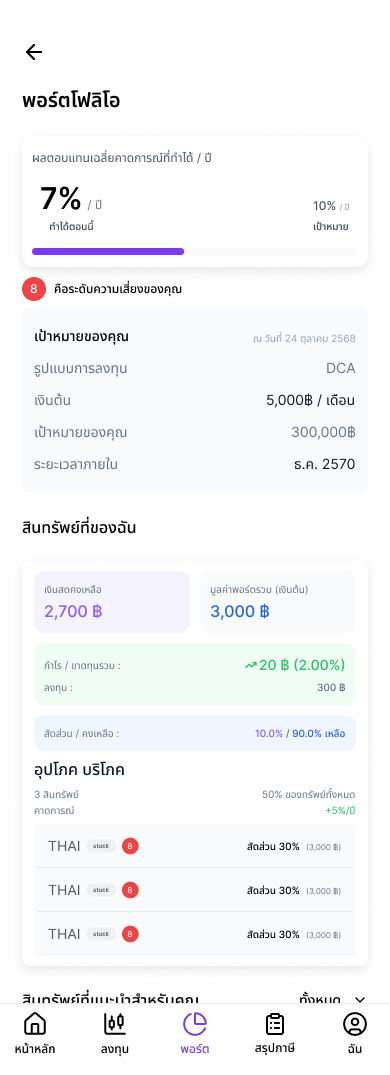 พอร์ตโฟลิโอ
ผลตอบแทนเฉลี่ยคาดการณ์ที่ทำได้ / ปี
7% / ปี
10% / ปี
ทำได้ตอนนี้
เป้าหมาย
8 คือระดับความเสี่ยงของคุณ
เป้าหมายของคุณ ณ วันที่ 24 ตุลาคม 2568
รูปแบบการลงทุน DCA
เงินต้น 5,000฿ / เดือน
เป้าหมายของคุณ 300,000฿
ระยะเวลาภายใน ธ.ค. 2570
สินทรัพย์ที่ของฉัน
เงินสดคงเหลือ
2,700 ฿
มูลค่าพอร์ตรวม (เงินต้น)
3,000 ฿
กำไร / ขาดทุนรวม : 20 ฿ (2.00%)
ลงทุน : 300 ฿
สัดส่วน / คงเหลือ : 10.0% / 90.0% เหลือ
อุปโภค บริโภค
3 สินทรัพย์ 50% ของทรัพย์ทั้งหมด
คาดการณ์ +5%/ปี
THAI stock 8 สัดส่วน 30% (3,000 ฿)
THAI stock 8 สัดส่วน 30% (3,000 ฿)
THAI stock 8 สัดส่วน 30% (3,000 ฿)
สินทรัพย์ที่แนะนำสำหรับคุณ ทั้งหมด
หน้าหลัก ลงทุน พอร์ต สรุปภาษี ฉัน